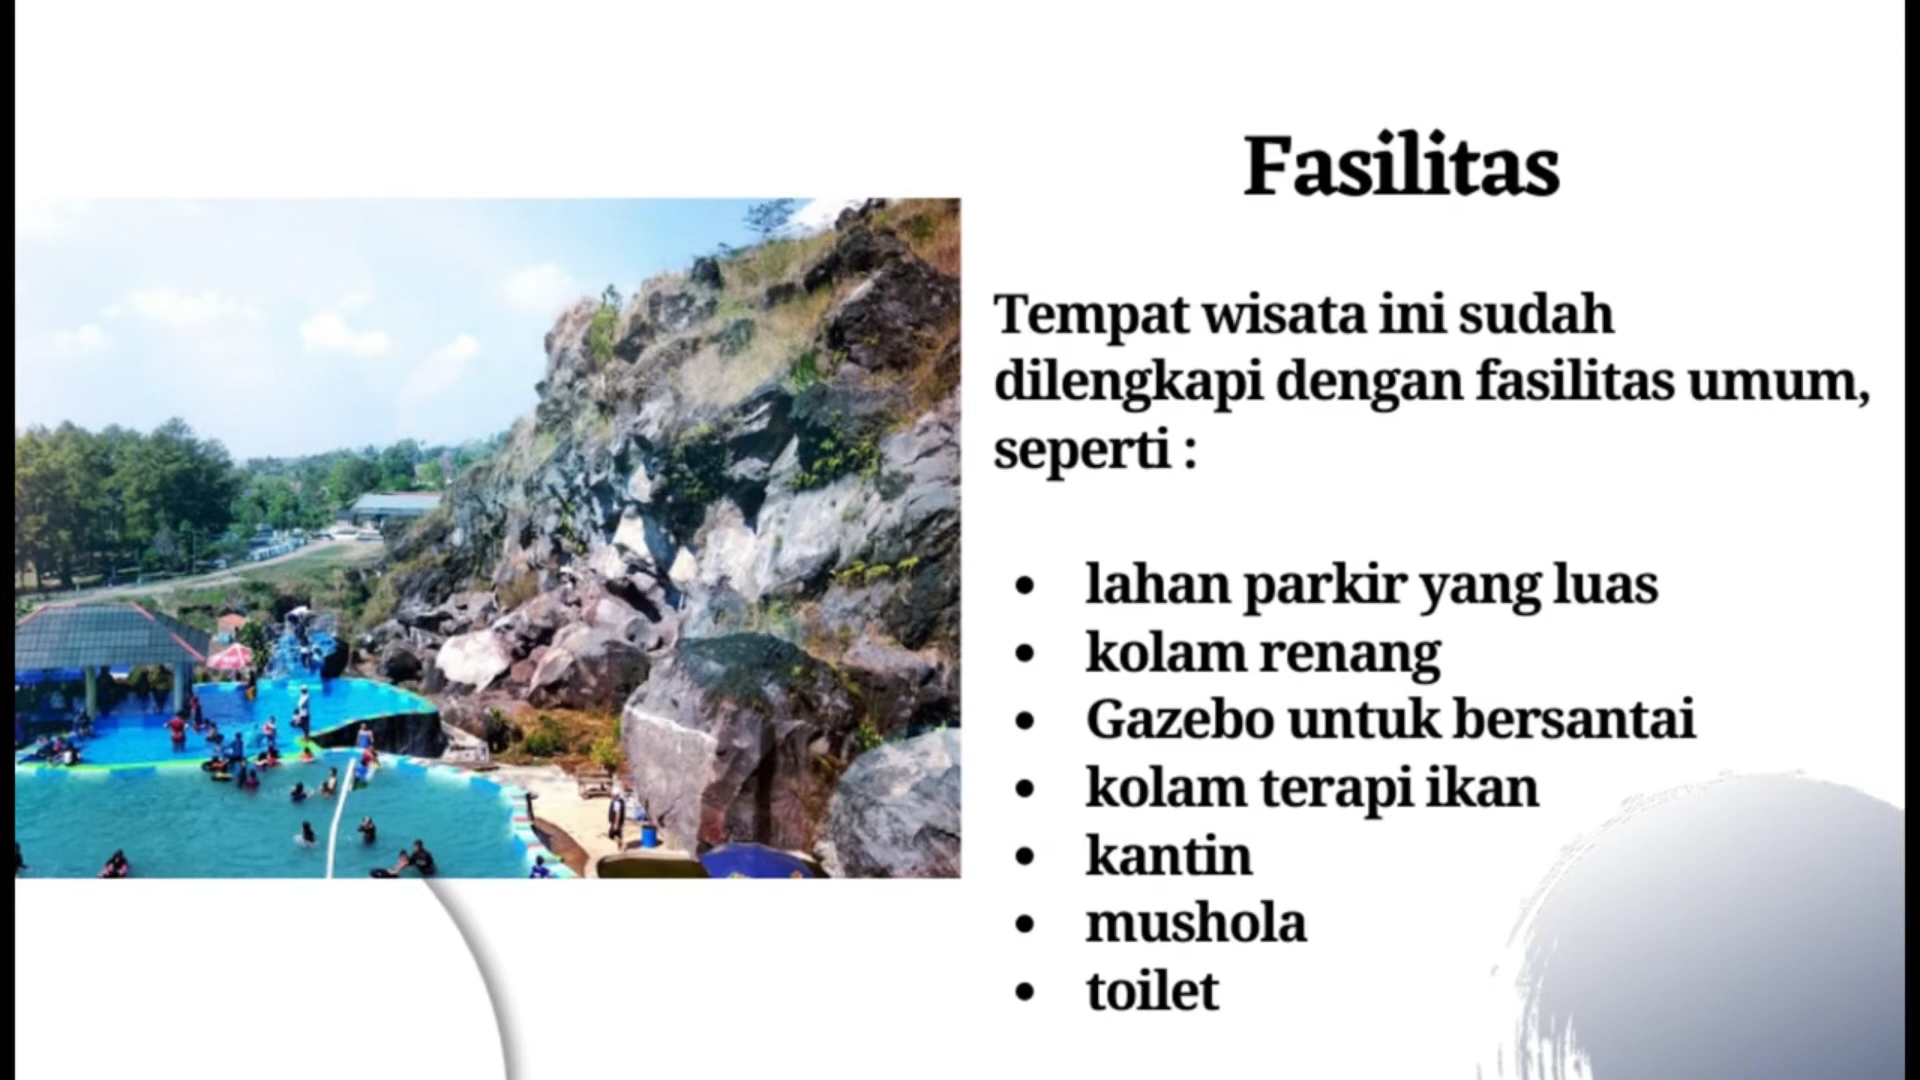 Fasilitas
Tempat wisata ini sudah
dilengkapi dengan fasilitas umum,
seperti :
• lahan parkir yang luas
• kolam renang
• Gazebo untuk bersantai
• kolam terapi ikan
• kantin
• mushola
• toilet